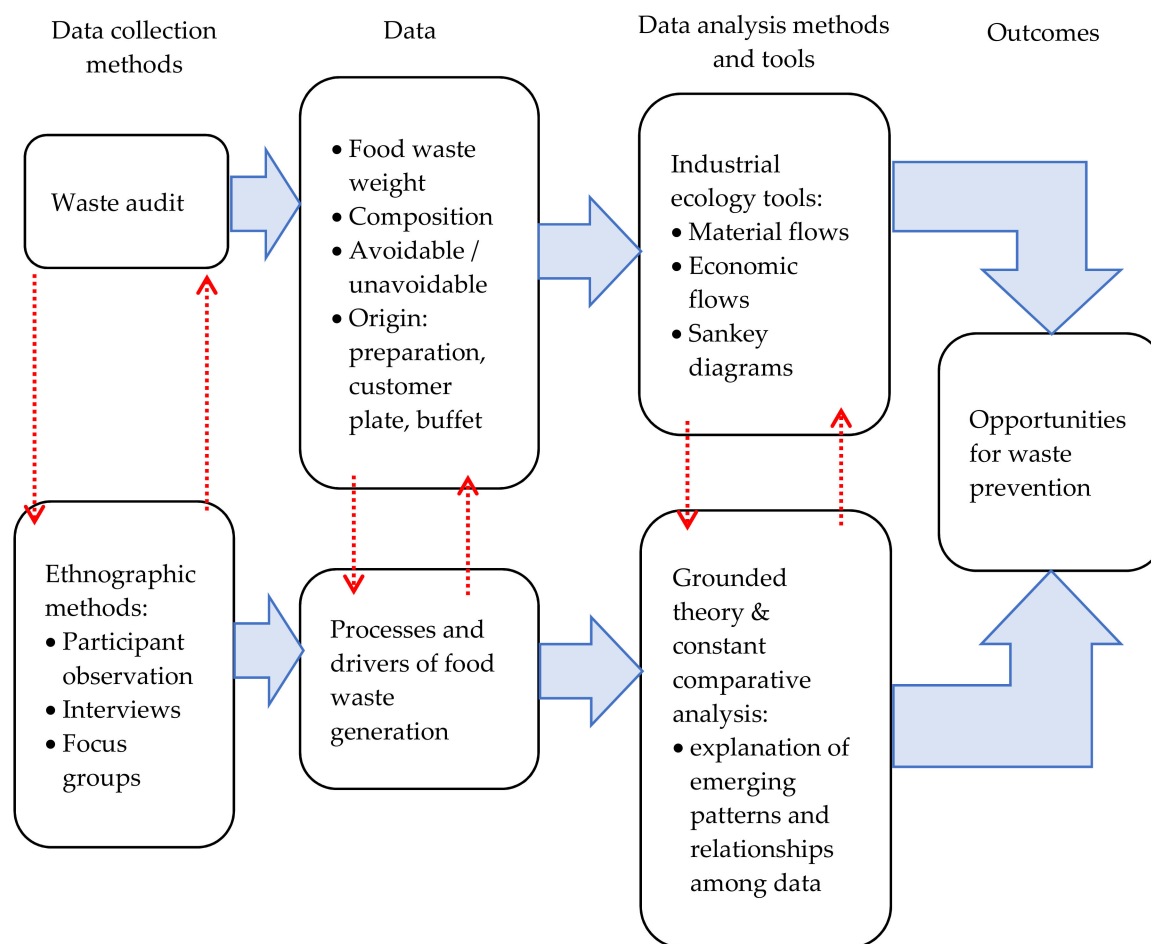 Data collection
methods
Data
Data analysis methods
and tools
Outcomes
Waste audit
• Food waste
weight
• Composition
• Avoidable /
unavoidable
• Origin:
preparation,
customer
plate, buffet
Industrial
ecology tools:
• Material flows
• Economic
flows
• Sankey
diagrams
Opportunities
for waste
prevention
Ethnographic
methods:
• Participant
observation
• Interviews
• Focus
groups
Processes and
drivers of food
waste
generation
Grounded
theory &
constant
comparative
analysis:
• explanation of
emerging
patterns and
relationships
among data